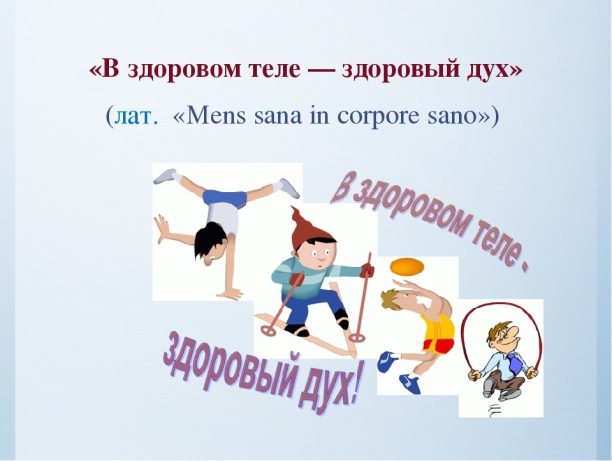 «В здоровом теле — здоровый дух»
(лат. «Mens sana in corpore sano»)
В здоровом теле -
здоровый дух!